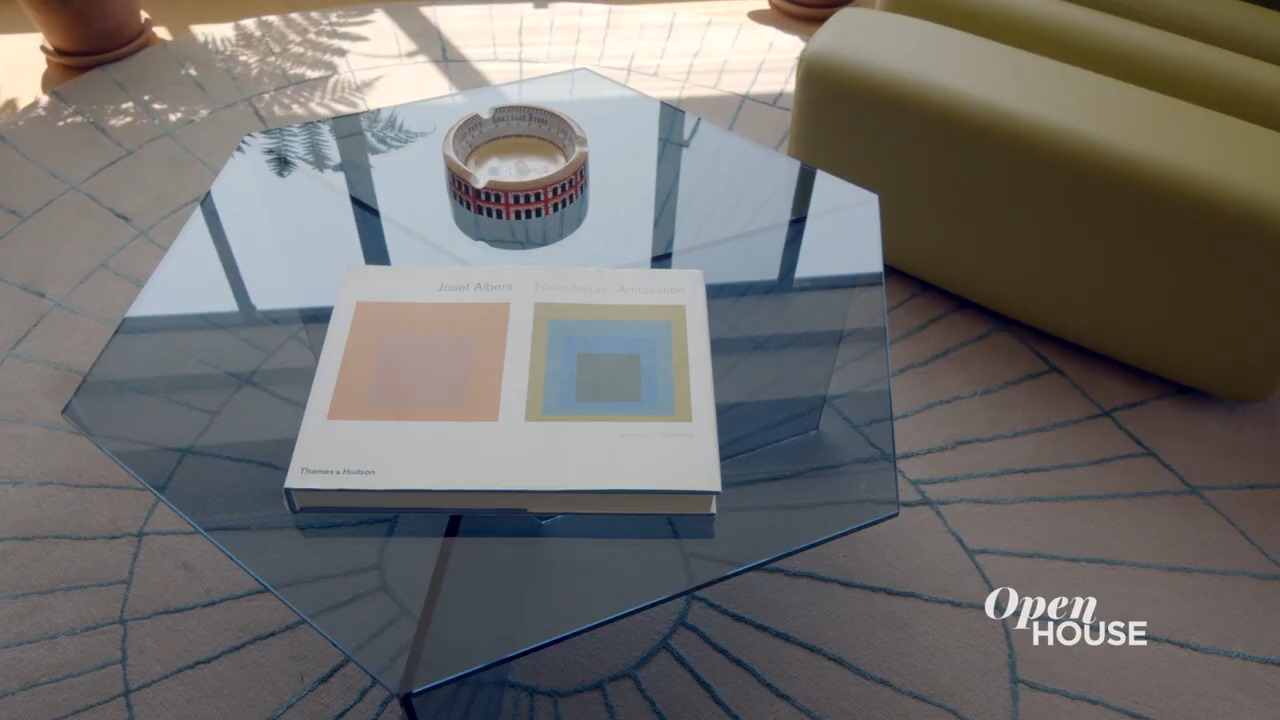 Josef Albers Formulation Articulation
Thames & Hudson
Open
HOUSE